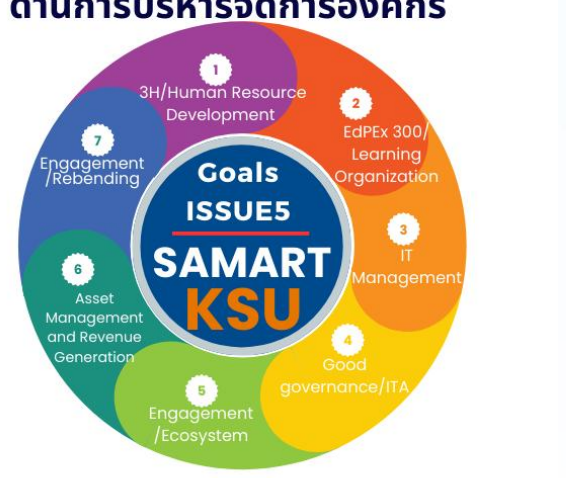 ด้านการบริหารจัดการองค์กร
1
3H/Human Resource
Development
2
EdPEx 300/
Learning
Organization
3
IT
Management
4
Good
governance/ITA
5
Engagement
/Ecosystem
6
Asset
Management
and Revenue
Generation
7
Engagement
/Rebending
Goals
ISSUE5
SAMART
KSU